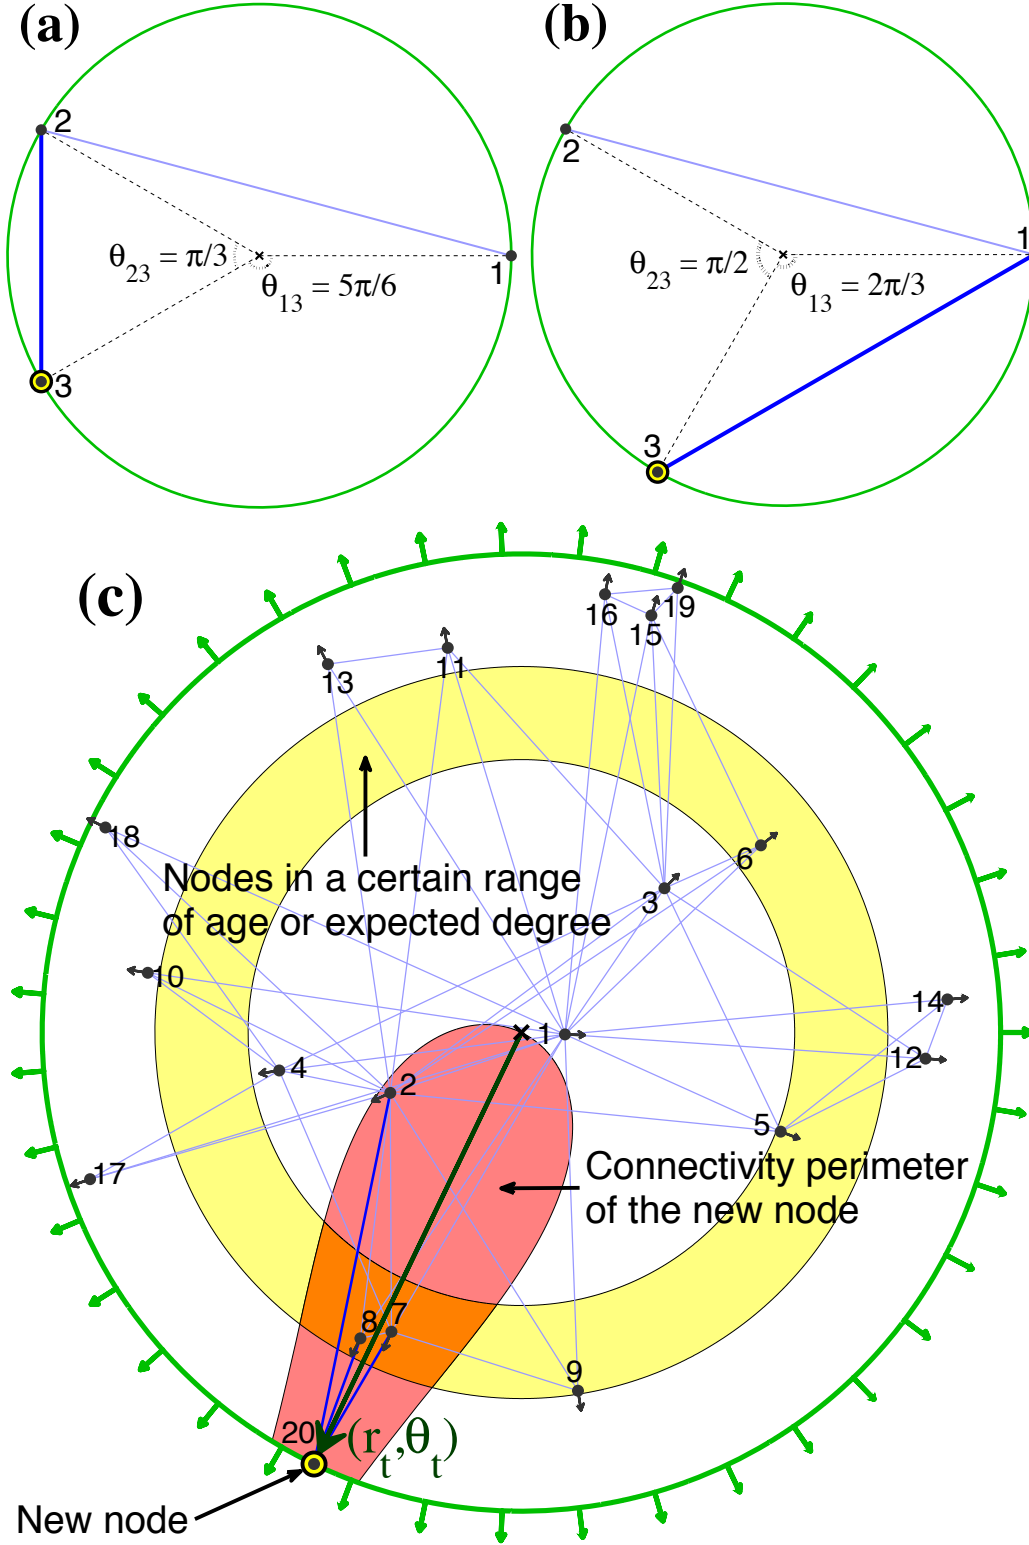 (a)
(b)
2
θ23 = π/3
θ13 = 5π/6
1
3
2
1
θ23 = π/2
θ13 = 2π/3
3
(c)
16
19
15
13
11
18
6
Nodes in a certain range
of age or expected degree
3
10
14
1
12
4
2
5
17
Connectivity perimeter
of the new node
8
7
9
20
(rt,θt)
New node